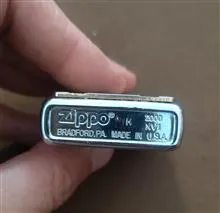 Zippo®
2000
XVI
BRADFORD,PA. MADE IN U.S.A.